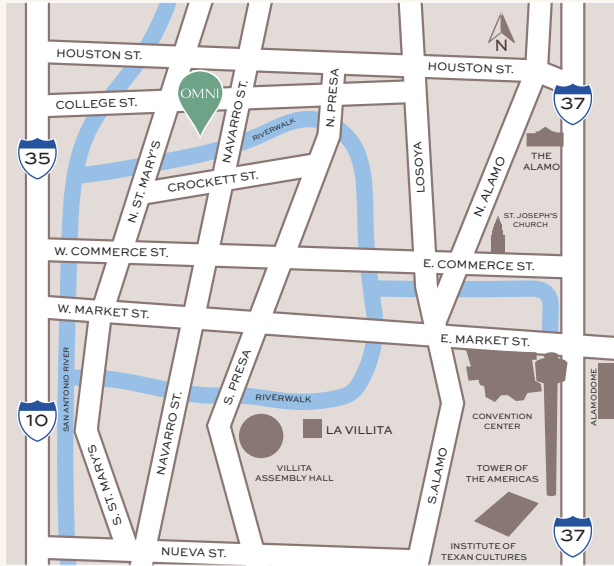 HOUSTON ST.
HOUSTON ST.
N
COLLEGE ST.
OMNI
NAVARRO ST.
N. PRESA
37
35
RIVERWALK
THE
ALAMO
N. ST. MARY'S
CROCKETT ST.
LOSOYA
N. ALAMO
ST. JOSEPH'S
CHURCH
W. COMMERCE ST.
E. COMMERCE ST.
W. MARKET ST.
E. MARKET ST.
SAN ANTONIO RIVER
S. PRESA
ALAMODOME
10
NAVARRO ST.
RIVERWALK
CONVENTION
CENTER
LA VILLITA
VILLITA
ASSEMBLY HALL
TOWER OF
THE AMERICAS
S. ST. MARY'S
S.ALAMO
37
NUEVA ST.
INSTITUTE OF
TEXAN CULTURES